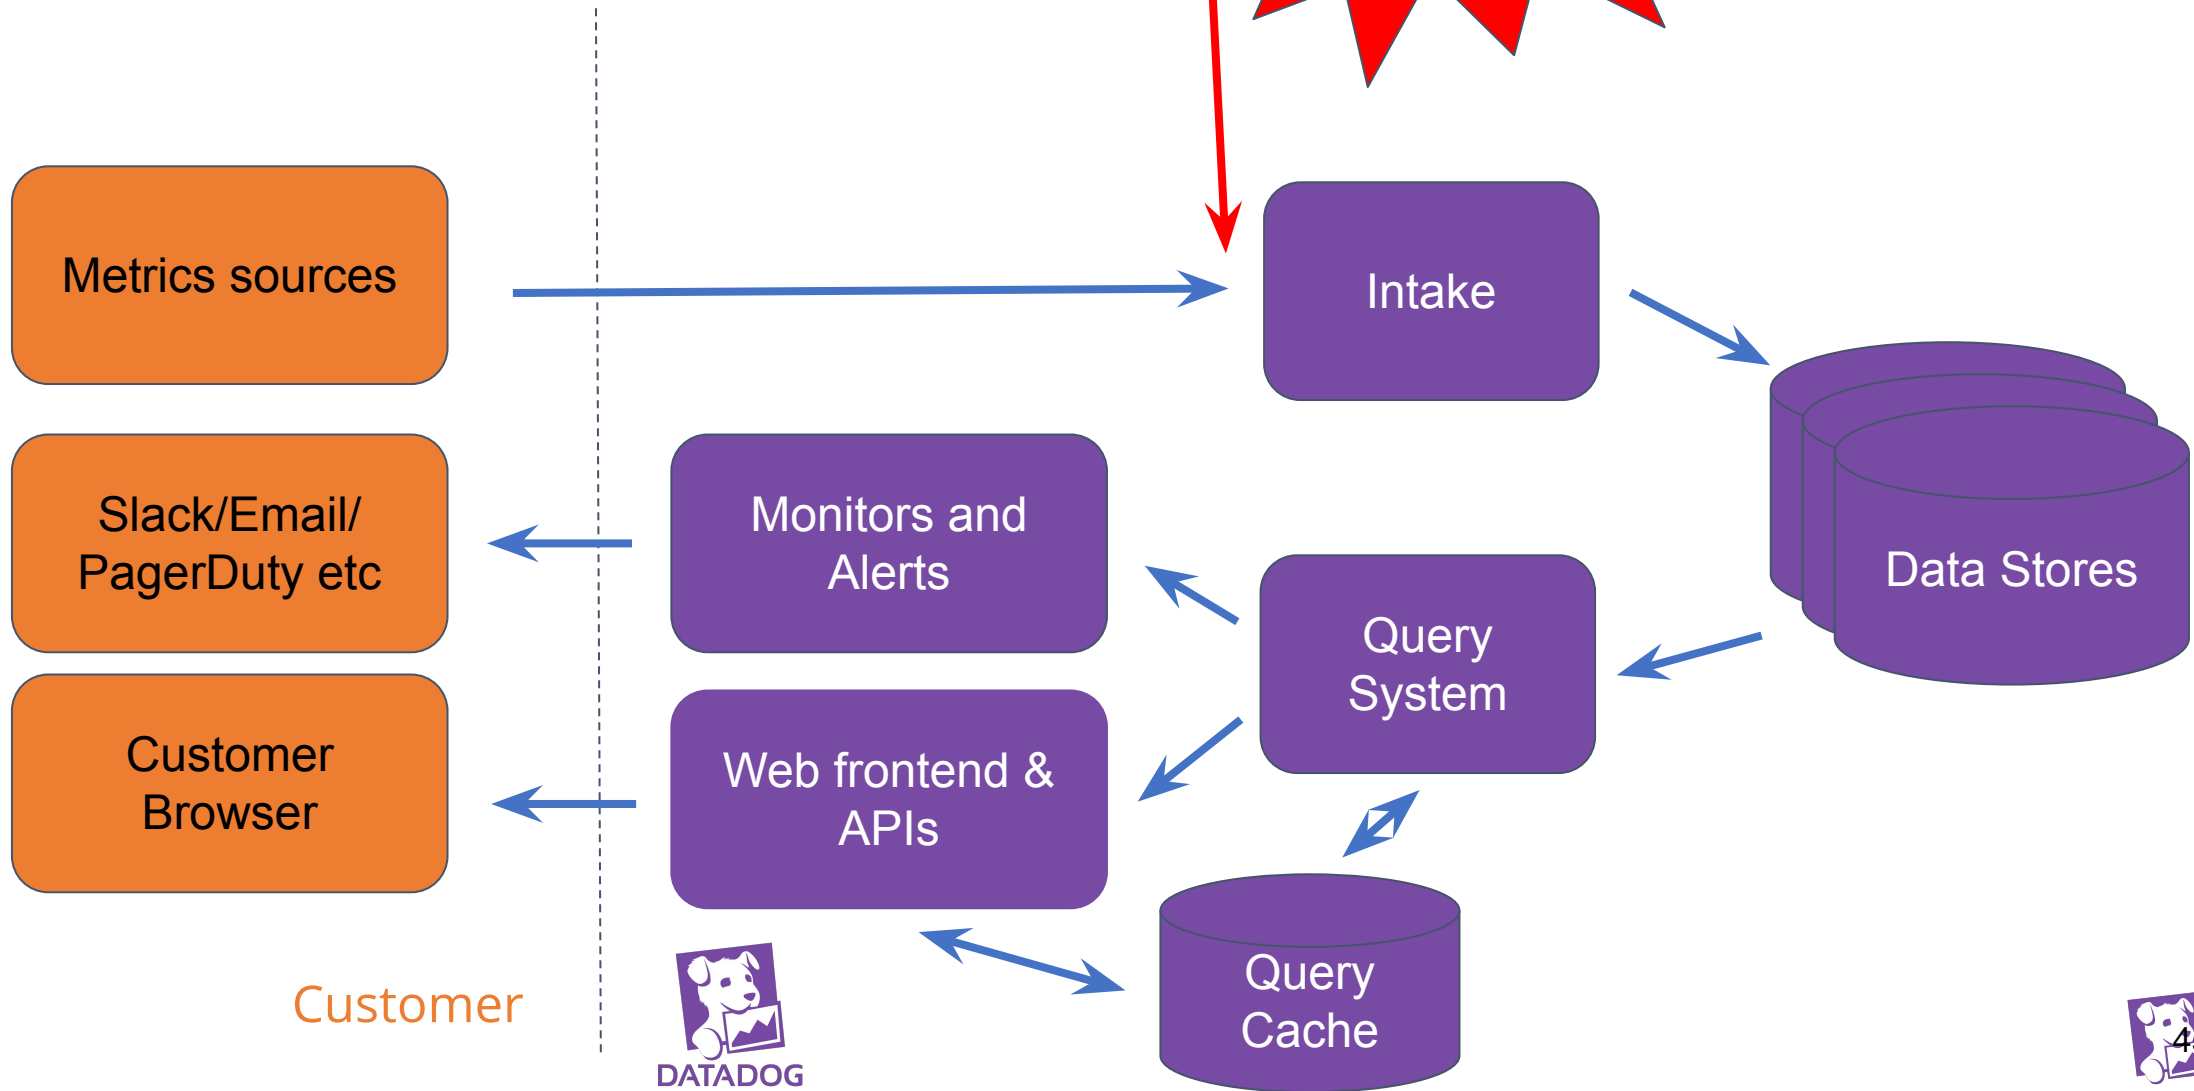 Metrics sources
Intake
Slack/Email/
PagerDuty etc
Monitors and
Alerts
Query
System
Data Stores
Customer
Browser
Web frontend &
APIs
Query
Cache
Customer
DATADOG